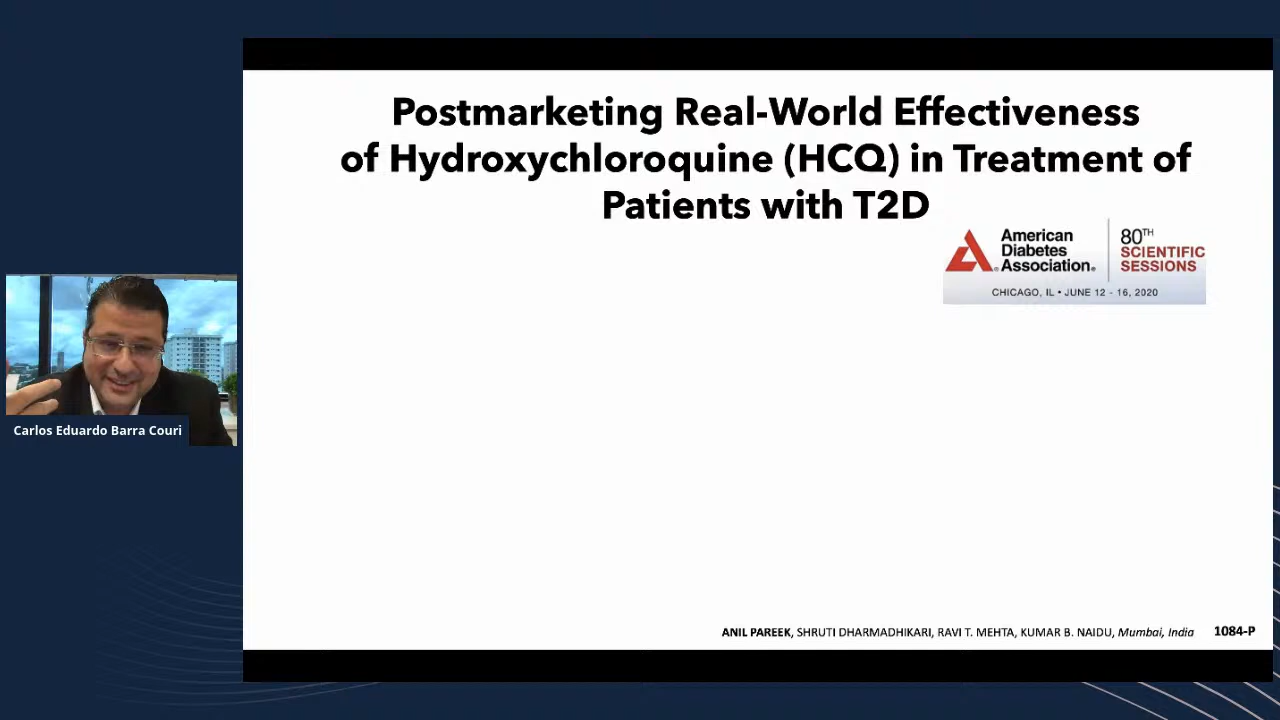 Postmarketing Real-World Effectiveness
of Hydroxychloroquine (HCQ) in Treatment of
Patients with T2D
American
Diabetes
Association®
80TH
SCIENTIFIC
SESSIONS
CHICAGO, IL • JUNE 12 - 16, 2020
Carlos Eduardo Barra Couri
ANIL PAREEK, SHRUTI DHARMADHIKARI, RAVI T. MEHTA, KUMAR B. NAIDU, Mumbai, India 1084-P